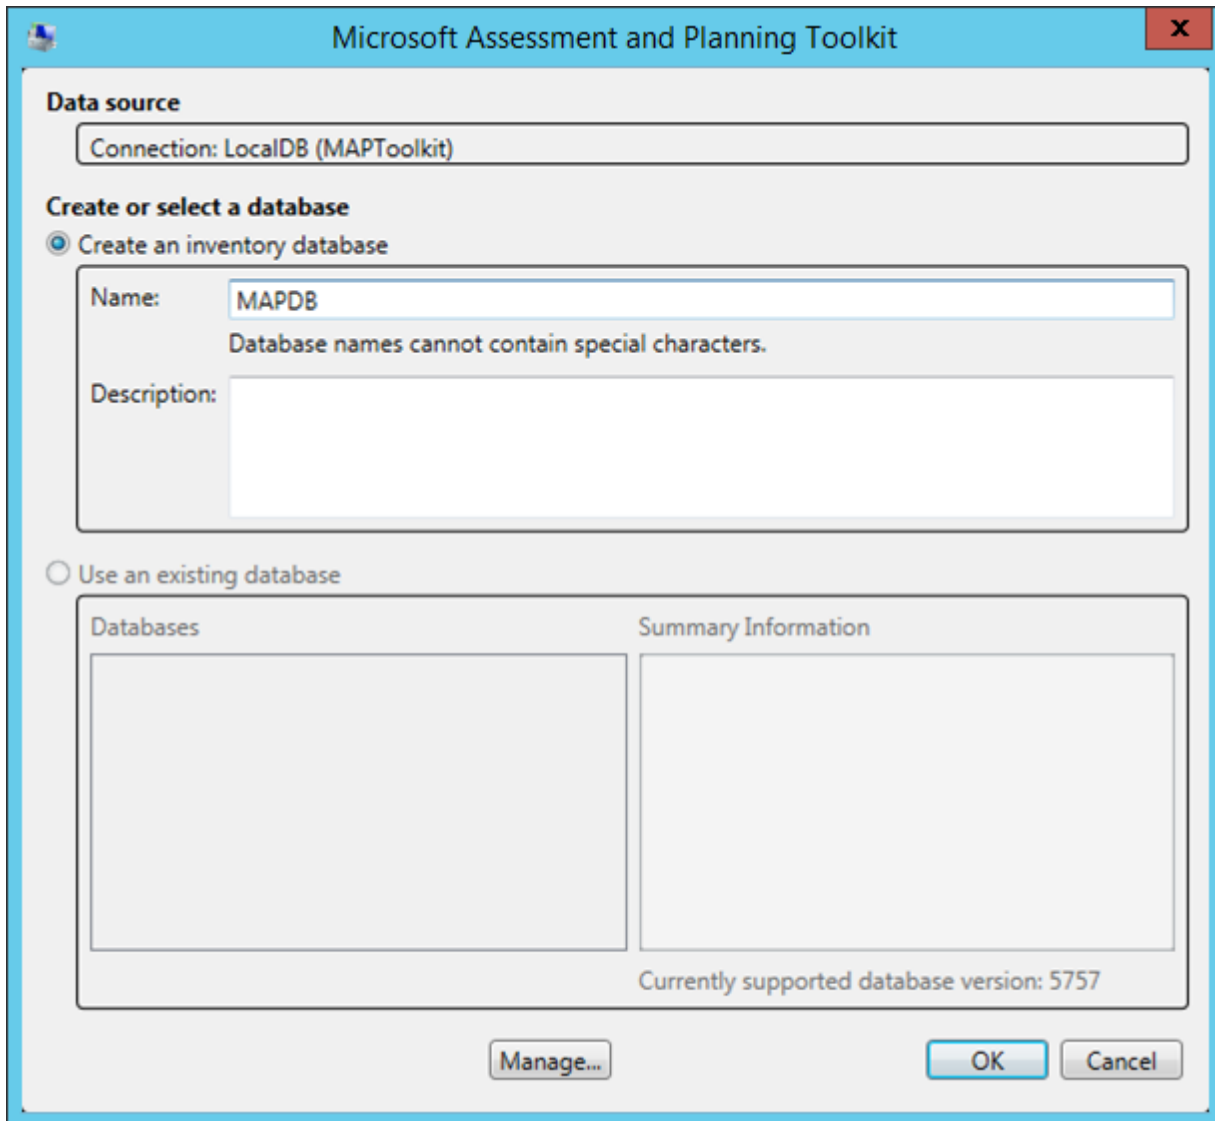 Microsoft Assessment and Planning Toolkit
x
Data source
Connection: LocalDB (MAPToolkit)
Create or select a database
Create an inventory database
Name: MAPDB
Database names cannot contain special characters.
Description:
Use an existing database
Databases Summary Information
Currently supported database version: 5757
Manage... OK Cancel